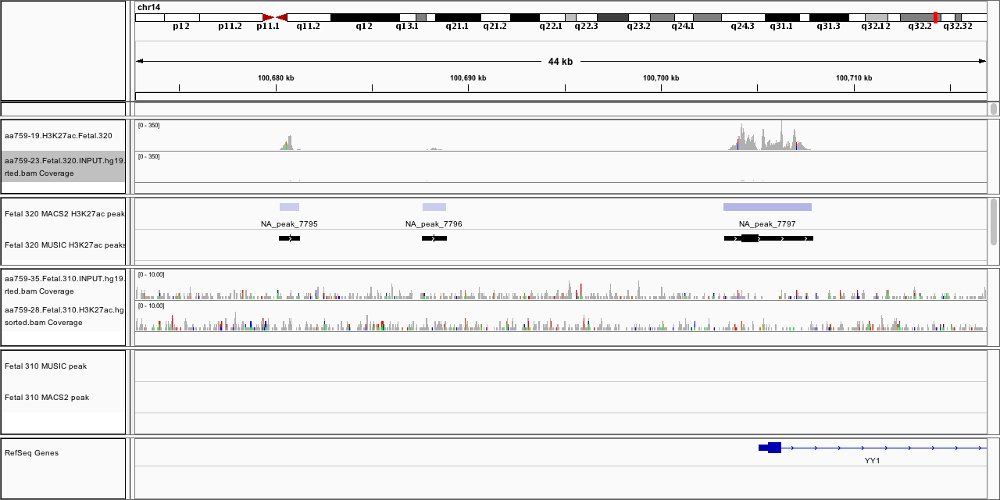 chr14
p12 p11.2 p11.1 q11.2 q12 q13.1 q21.1 q21.2 q22.1 q22.3 q23.2 q24.1 q24.3 q31.1 q31.3 q32.12 q32.2 q32.32
44 kb
100,680 kb 100,690 kb 100,700 kb 100,710 kb
[0 - 350]
aa759-19.H3K27ac.Fetal.320
[0 - 350]
aa759-23.Fetal.320.INPUT.hg19.
rted.bam Coverage
Fetal 320 MACS2 H3K27ac peak
NA_peak_7795 NA_peak_7796 NA_peak_7797
Fetal 320 MUSIC H3K27ac peaks
[0 - 10.00]
aa759-35.Fetal.310.INPUT.hg19.
rted.bam Coverage
[0 - 10.00]
aa759-28.Fetal.310.H3K27ac.hg
sorted.bam Coverage
Fetal 310 MUSIC peak
Fetal 310 MACS2 peak
RefSeq Genes
YY1